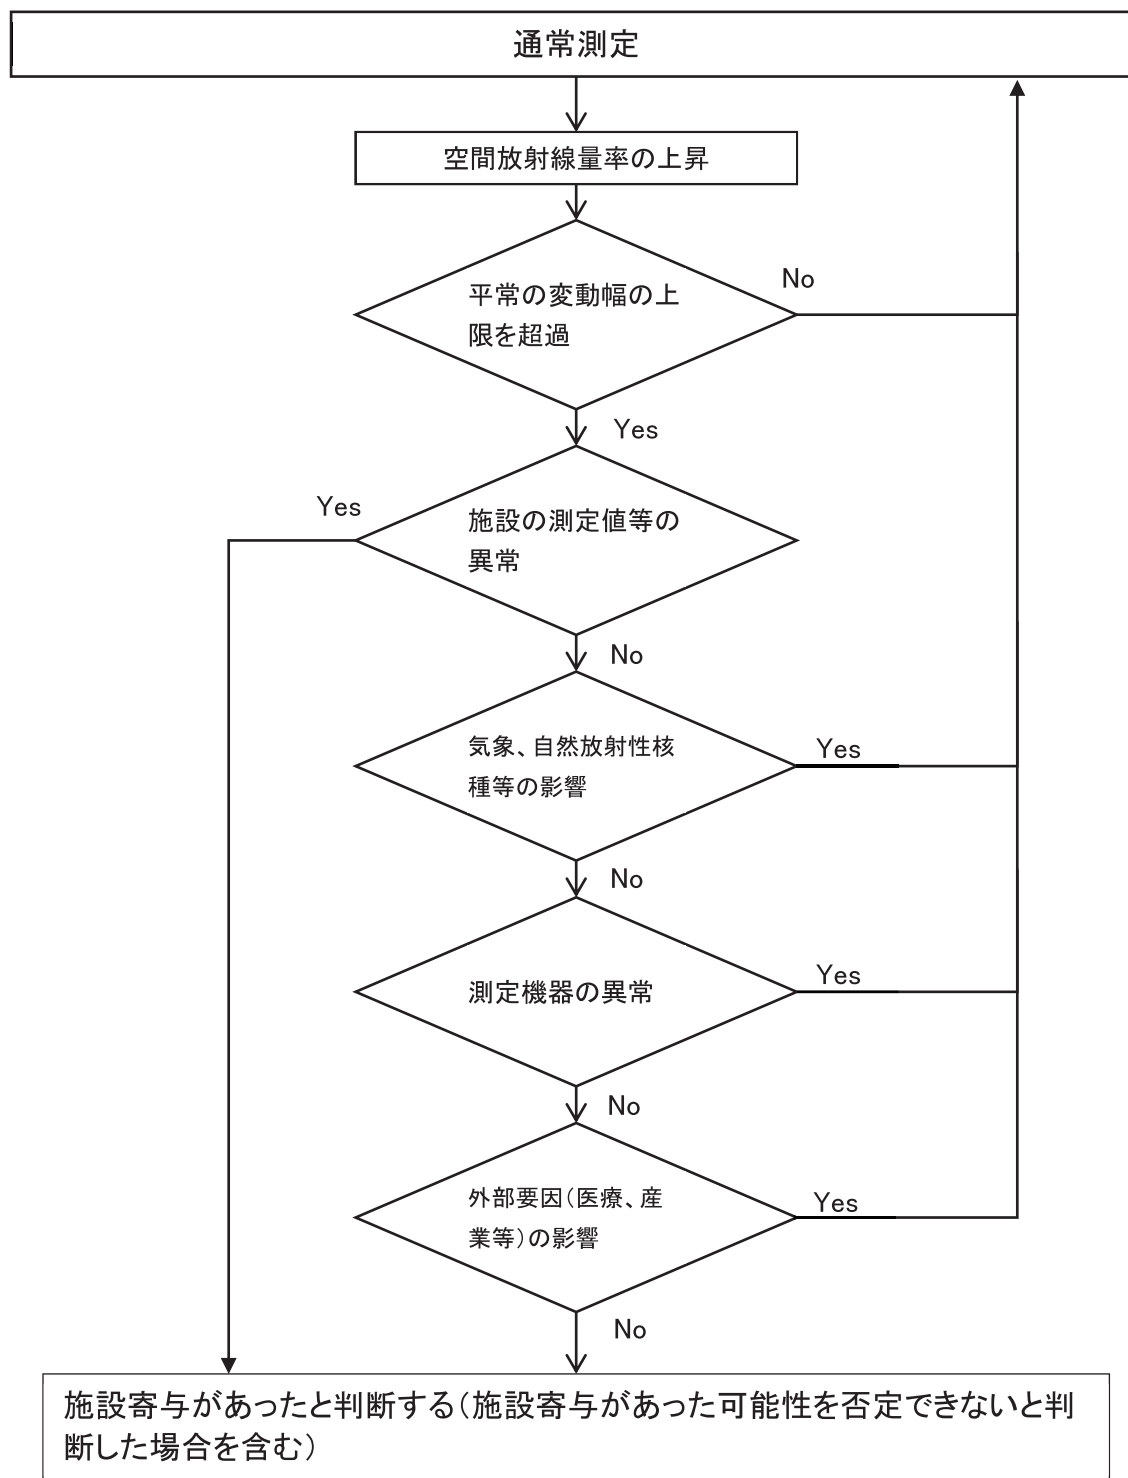 通常測定
空間放射線量率の上昇
平常の変動幅の上
限を超過
No
Yes
施設の測定値等の
異常
Yes
No
気象、自然放射性核
種等の影響
Yes
No
測定機器の異常
Yes
No
外部要因(医療、産
業等)の影響
Yes
No
施設寄与があったと判断する(施設寄与があった可能性を否定できないと判
断した場合を含む)